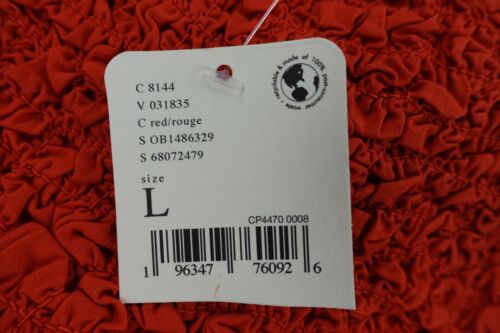 C 8144
V 031835
C red/rouge
S OB1486329
S 68072479
size
L
recyclable & made of 100% post-consumer waste
CP4470 0008
1 96347 76092 6